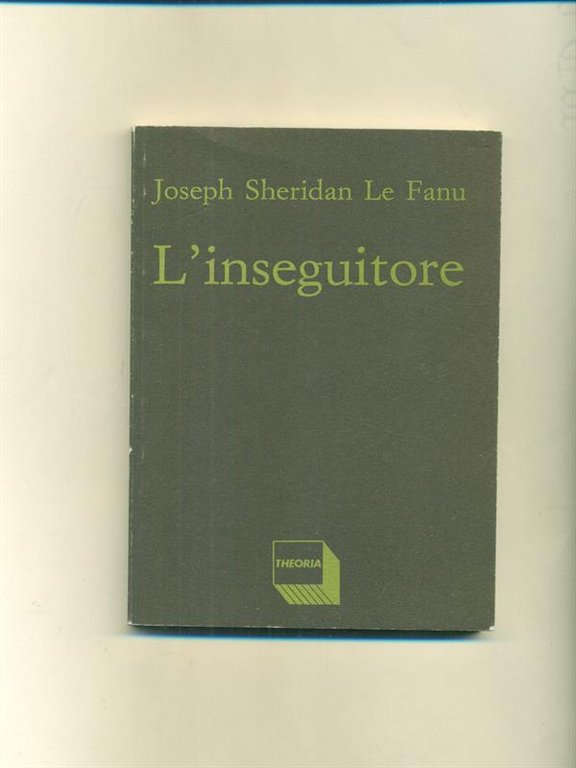 Joseph Sheridan Le Fanu
L'inseguitore
THEORIA